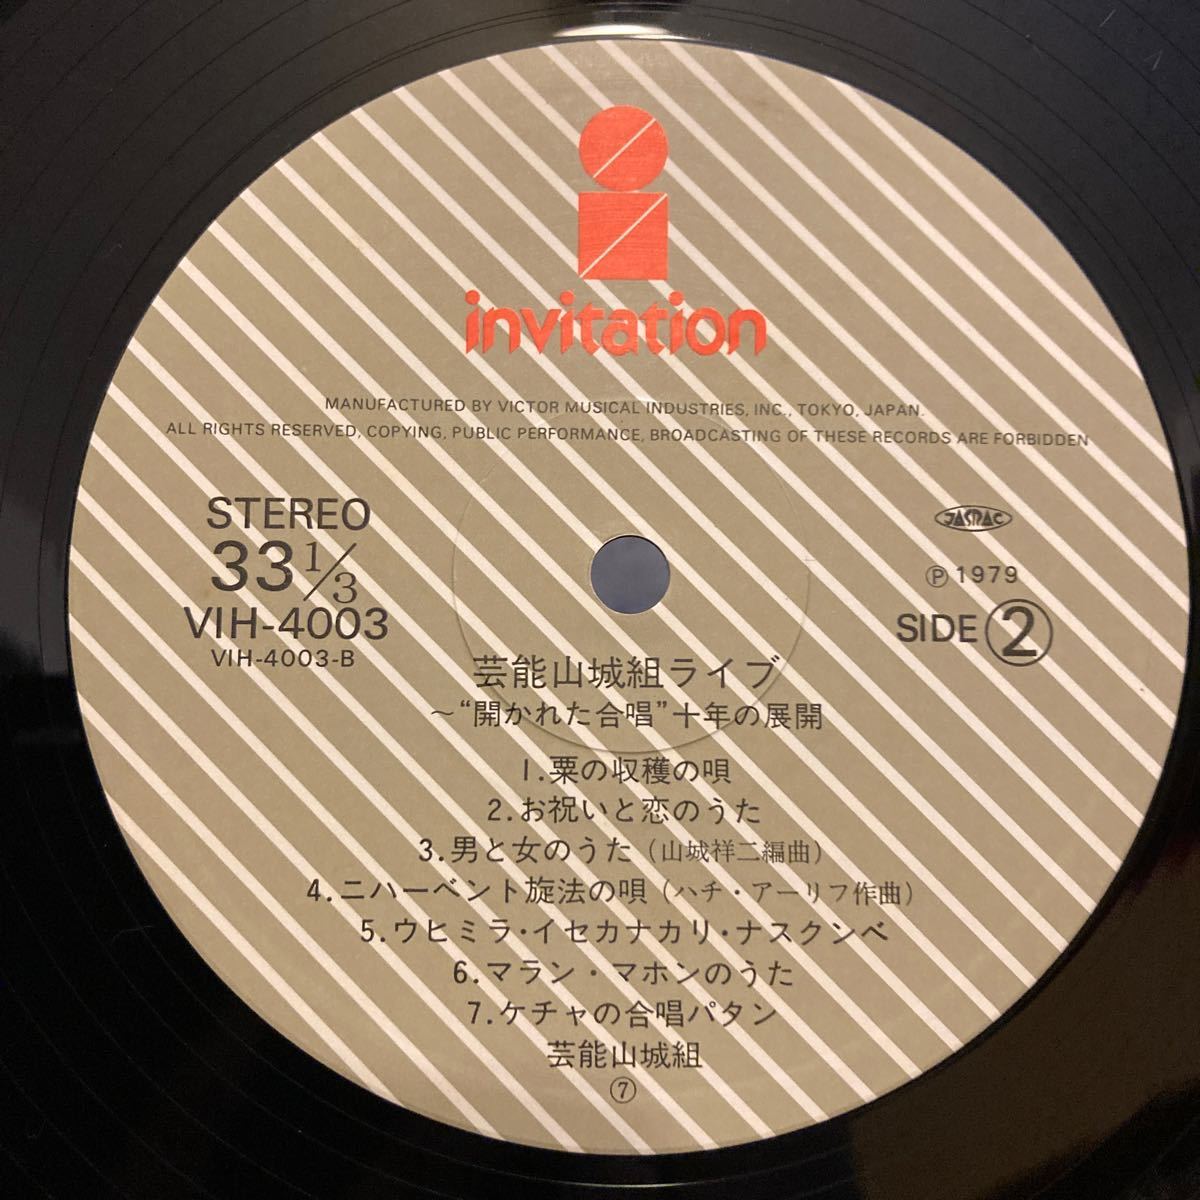 invitation
MANUFACTURED BY VICTOR MUSICAL INDUSTRIES, INC., TOKYO, JAPAN.
ALL RIGHTS RESERVED, COPYING, PUBLIC PERFORMANCE, BROADCASTING OF THESE RECORDS ARE FORBIDDEN
STEREO
33 1/3
VIH-4003
VIH-4003-B
JASRAC
Ⓟ 1979
SIDE ②
芸能山城組ライブ
～“開かれた合唱”十年の展開
1.粟の収穫の唄
2.お祝いと恋のうた
3.男と女のうた（山城祥二編曲）
4.ニハーベント旋法の唄（ハチ・アーリフ作曲）
5.ウヒミラ・イセカナカリ・ナスクンベ
6.マラン・マホンのうた
7.ケチャの合唱パタン
芸能山城組
⑦